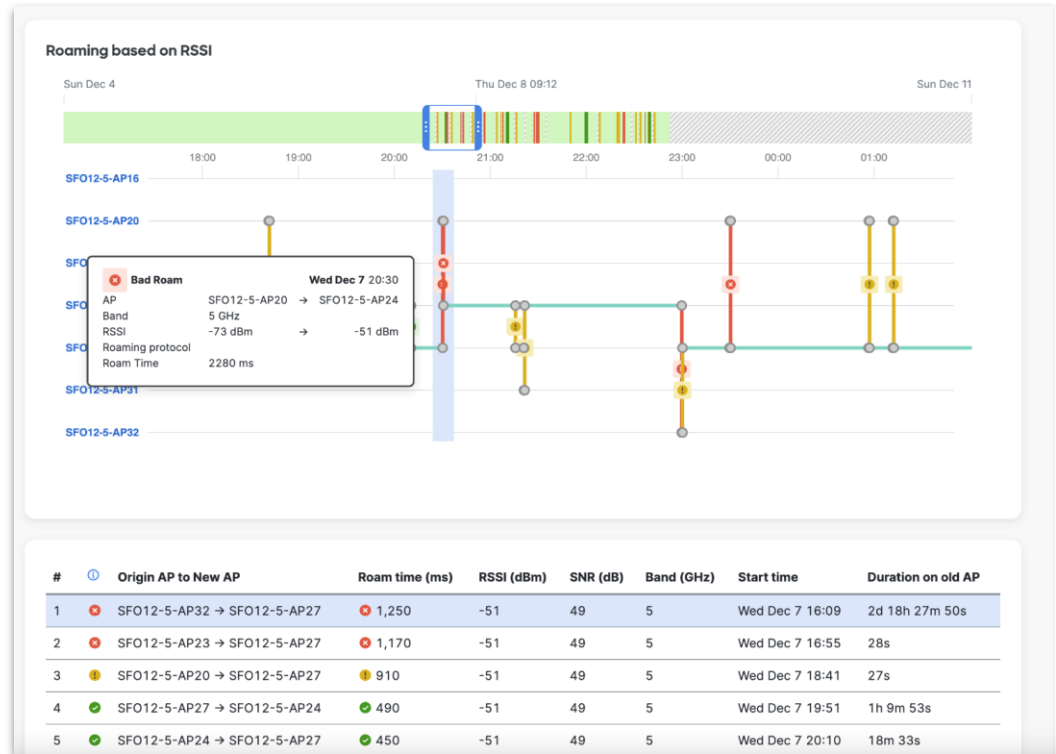 Roaming based on RSSI
Sun Dec 4 Thu Dec 8 09:12 Sun Dec 11
18:00 19:00 20:00 21:00 22:00 23:00 00:00 01:00
SFO12-5-AP16
SFO12-5-AP20
SFO
Bad Roam Wed Dec 7 20:30
AP SFO12-5-AP20 → SFO12-5-AP24
SFO
Band 5 GHz
RSSI -73 dBm → -51 dBm
Roaming protocol
SFO
Roam Time 2280 ms
SFO12-5-AP31
SFO12-5-AP32
# Origin AP to New AP Roam time (ms) RSSI (dBm) SNR (dB) Band (GHz) Start time Duration on old AP
1 SFO12-5-AP32 → SFO12-5-AP27 1,250 -51 49 5 Wed Dec 7 16:09 2d 18h 27m 50s
2 SFO12-5-AP23 → SFO12-5-AP27 1,170 -51 49 5 Wed Dec 7 16:55 28s
3 SFO12-5-AP20 → SFO12-5-AP27 910 -51 49 5 Wed Dec 7 18:41 27s
4 SFO12-5-AP27 → SFO12-5-AP24 490 -51 49 5 Wed Dec 7 19:51 1h 9m 53s
5 SFO12-5-AP24 → SFO12-5-AP27 450 -51 49 5 Wed Dec 7 20:10 18m 33s